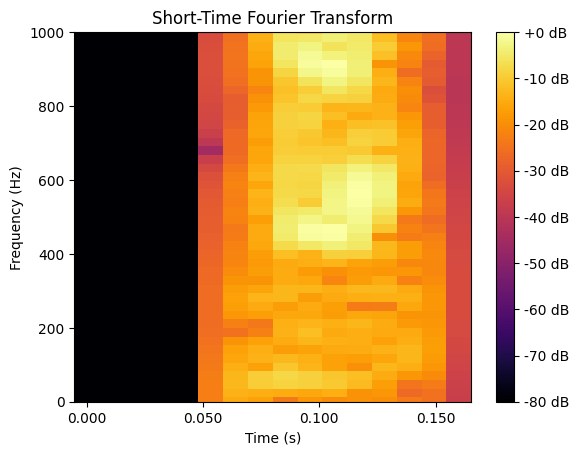 Short-Time Fourier Transform
1000
800
600
400
200
0
Frequency (Hz)
0.000
0.050
0.100
0.150
Time (s)
+0 dB
-10 dB
-20 dB
-30 dB
-40 dB
-50 dB
-60 dB
-70 dB
-80 dB